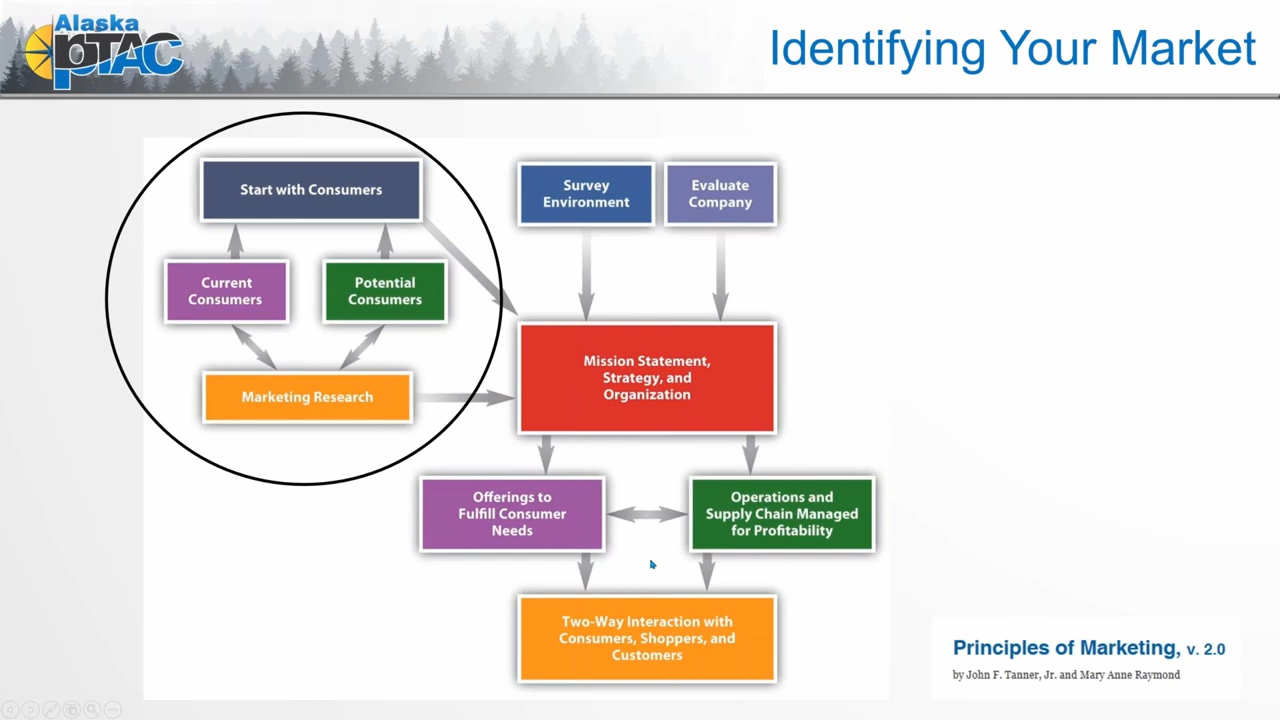 Alaska
pTAC
Identifying Your Market
Start with Consumers
Survey
Environment
Evaluate
Company
Current
Consumers
Potential
Consumers
Marketing Research
Mission Statement,
Strategy, and
Organization
Offerings to
Fulfill Consumer
Needs
Operations and
Supply Chain Managed
for Profitability
Two-Way Interaction with
Consumers, Shoppers, and
Customers
Principles of Marketing, v. 2.0
by John F. Tanner, Jr. and Mary Anne Raymond